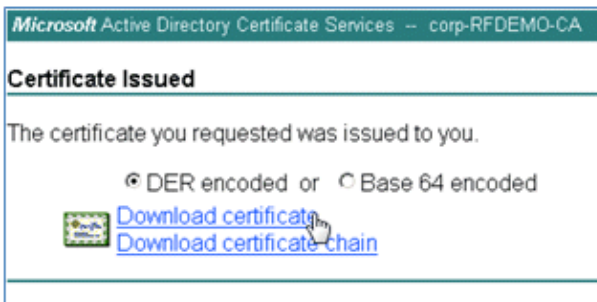 Microsoft Active Directory Certificate Services -- corp-RFDEMO-CA
Certificate Issued
The certificate you requested was issued to you.
DER encoded or Base 64 encoded
Download certificate
Download certificate chain